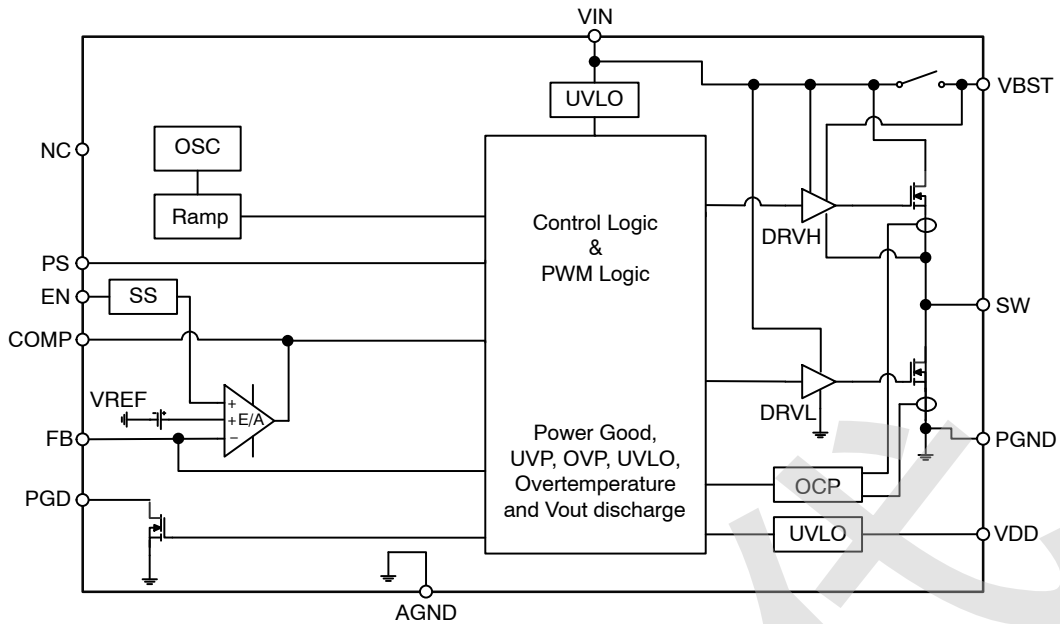 VIN
VBST
UVLO
NC
OSC
Ramp
Control Logic
&
PWM Logic
DRVH
PS
EN
SS
SW
COMP
VREF
+
+
E/A
−
DRVL
FB
PGND
Power Good,
UVP, OVP, UVLO,
Overtemperature
and Vout discharge
PGD
OCP
UVLO
VDD
AGND